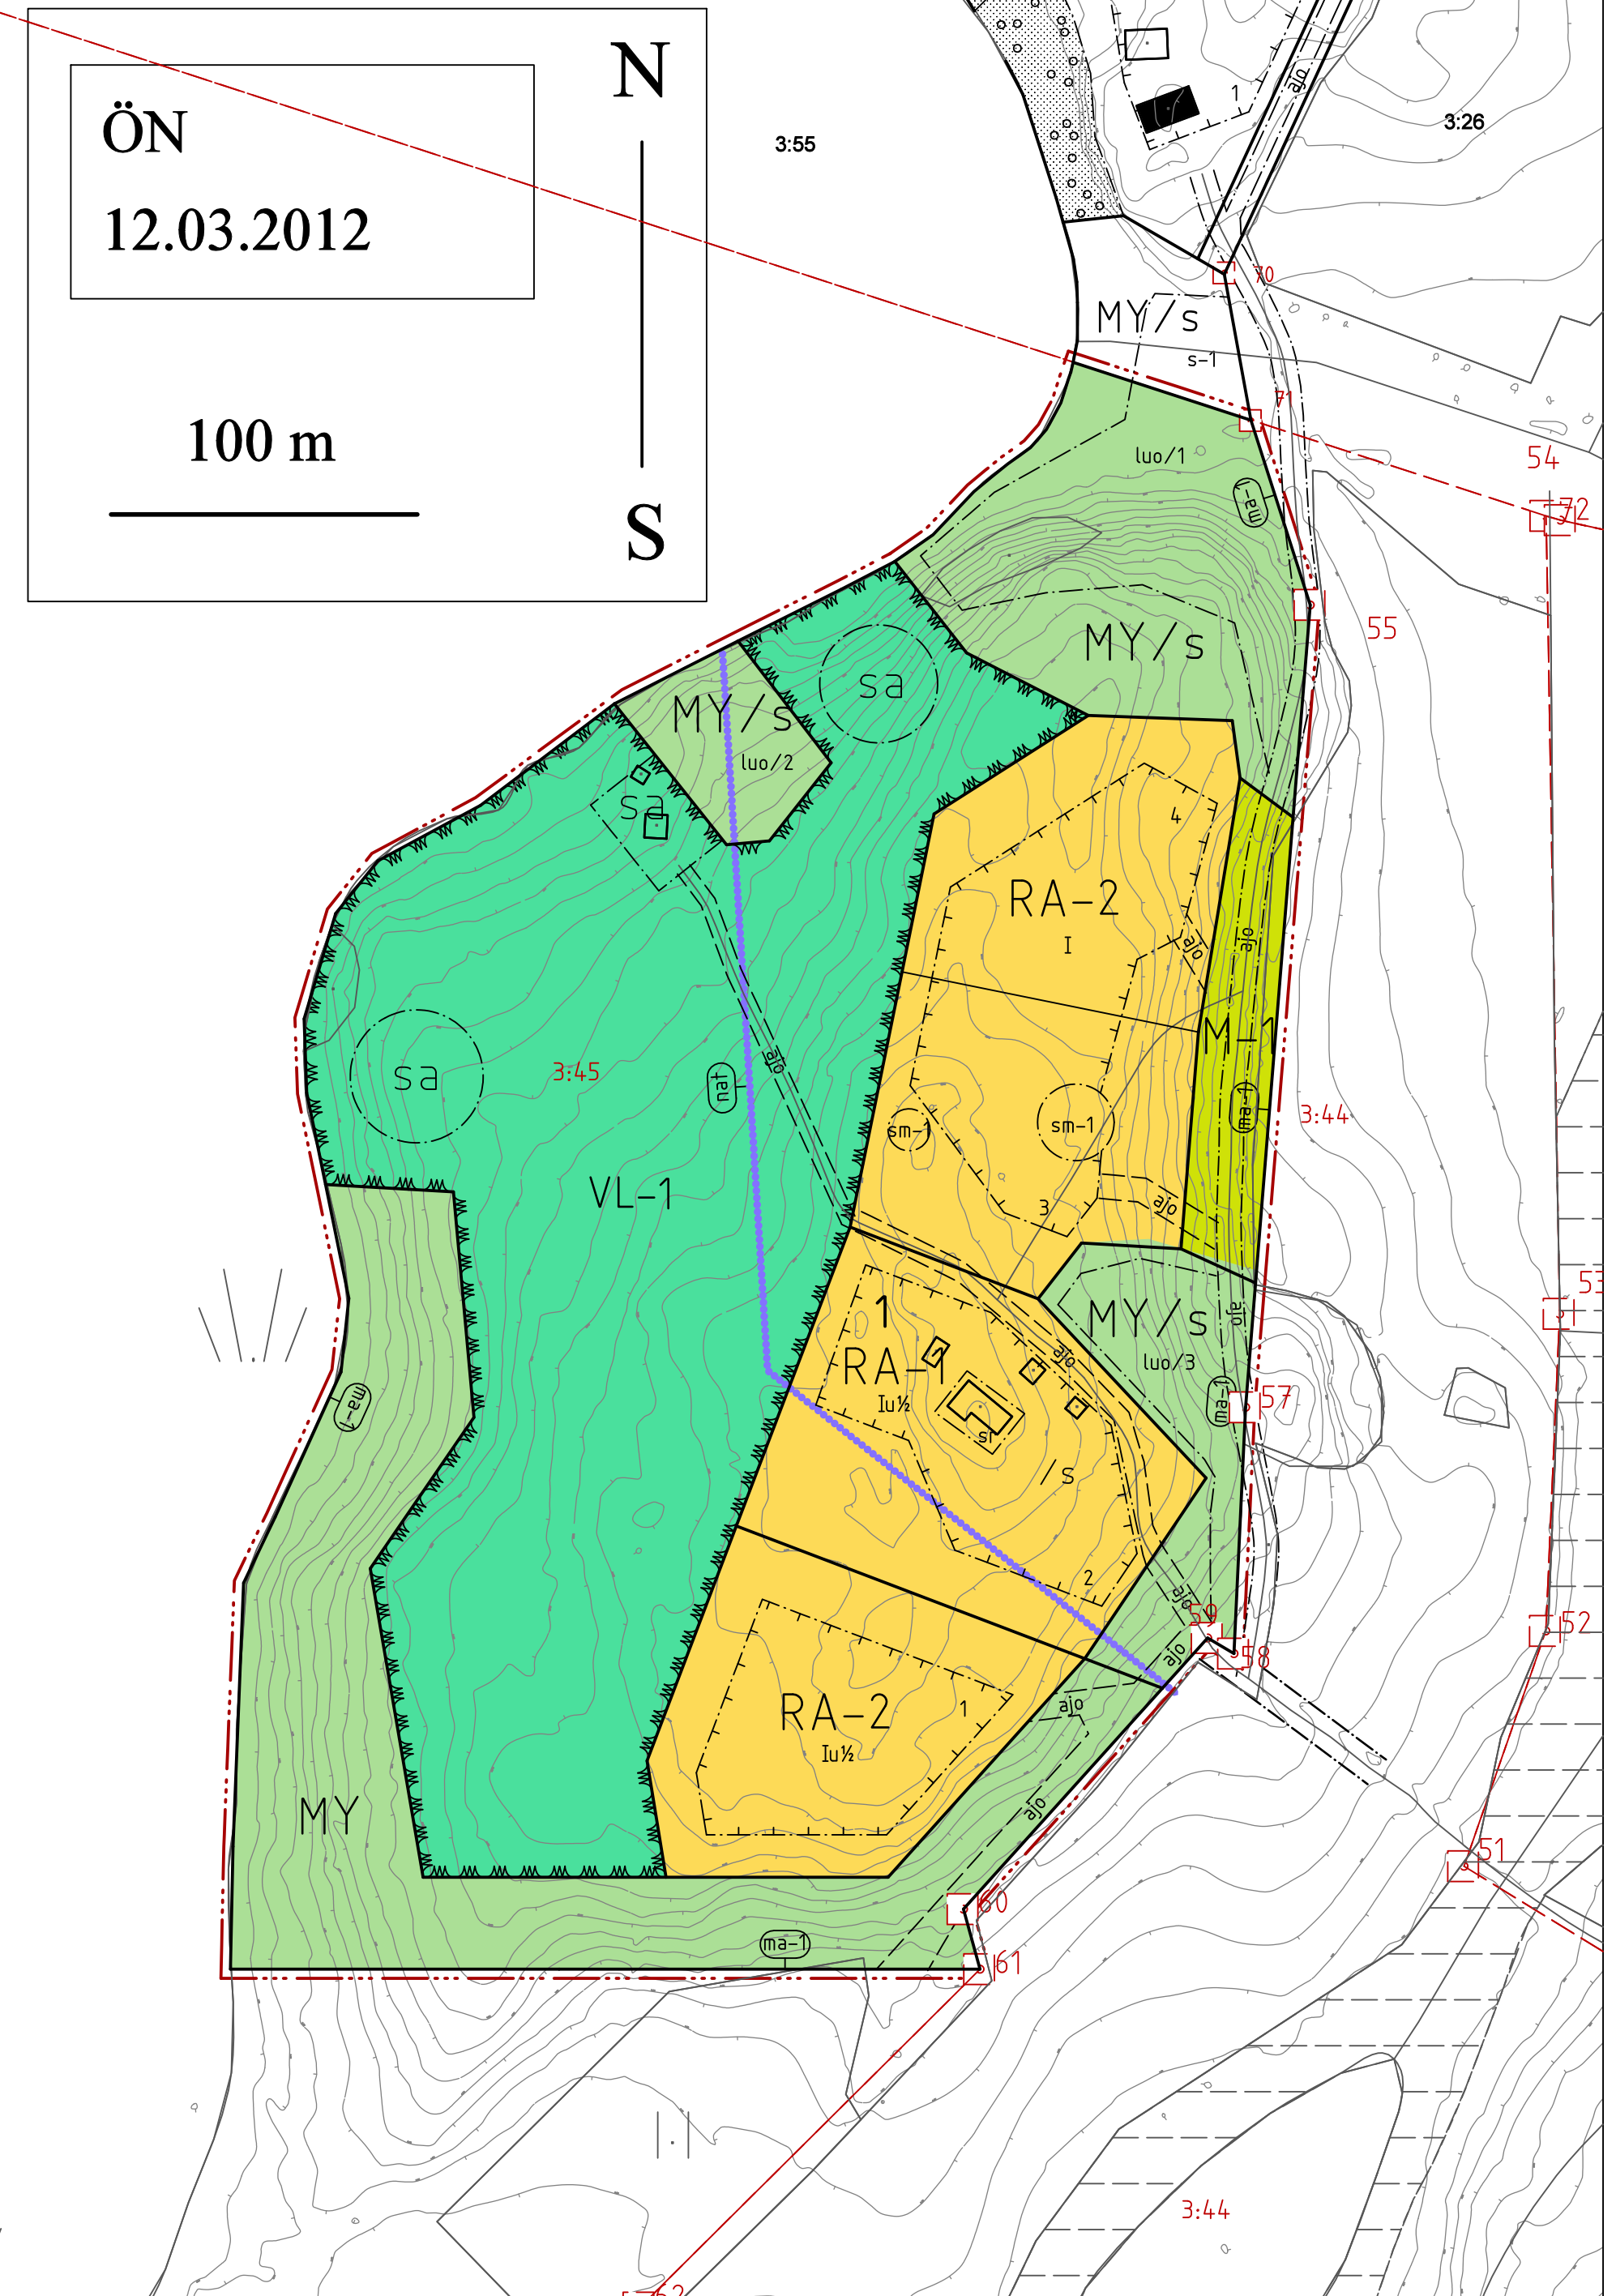 N
ÖN
12.03.2012
100 m
S
3:55
3:26
1
ajo
70
MY/s
s-1
71
luo/1
54
ma-1
72
55
MY/s
sa
MY/s
luo/2
sa
4
RA-2
I
ajo
ajo
M-1
sa
3:45
nat
ajo
ma-1
3:44
sm-1
sm-1
VL-1
3
ajo
53
1
MY/s
ajo
RA-1
ajo
luo/3
Iu½
ma-1
57
ma-1
sr
/s
2
ajo
59
52
58
ajo
RA-2
1
ajo
Iu½
ajo
MY
51
60
ma-1
61
3:44